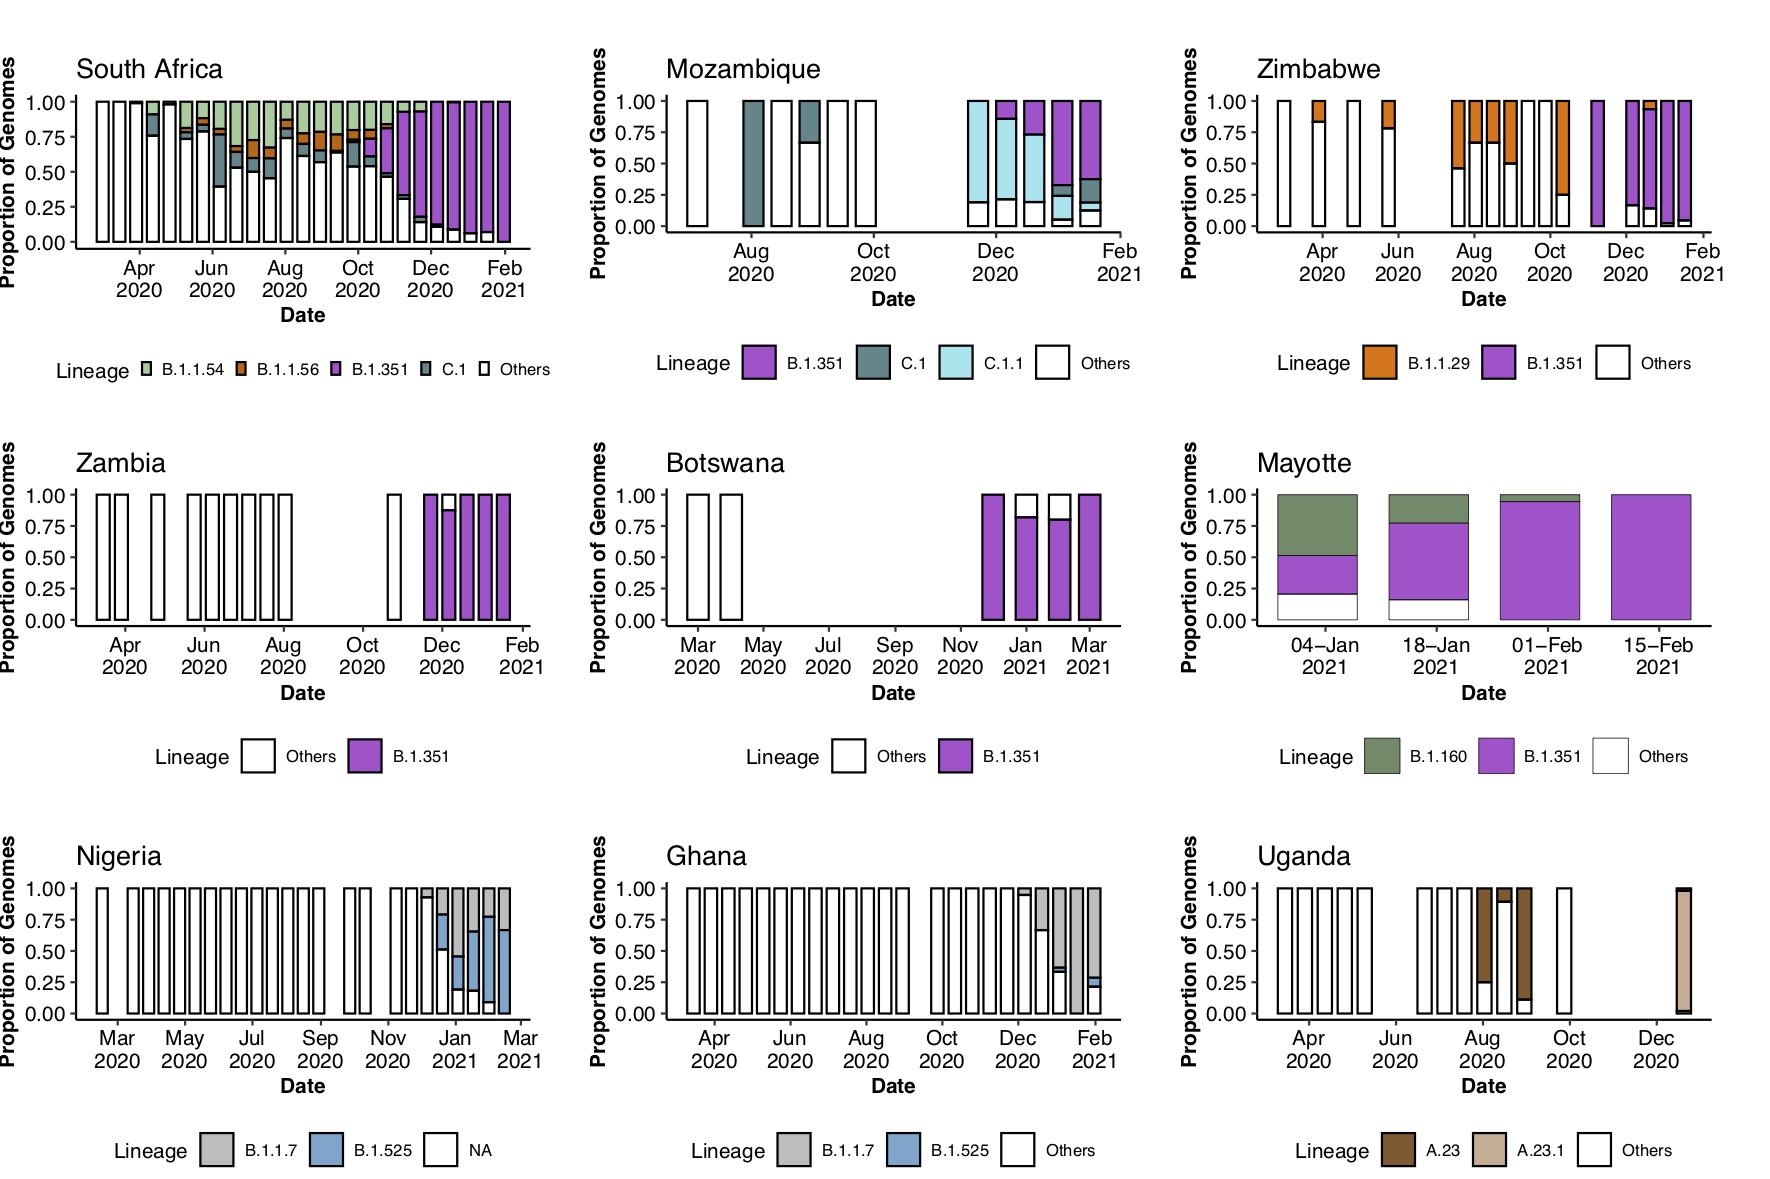 South Africa
Proportion of Genomes
1.00
0.75
0.50
0.25
0.00
Apr Jun Aug Oct Dec Feb
2020 2020 2020 2020 2020 2021
Date
Lineage B.1.1.54 B.1.1.56 B.1.351 C.1 Others
Mozambique
Proportion of Genomes
1.00
0.75
0.50
0.25
0.00
Aug Oct Dec Feb
2020 2020 2020 2021
Date
Lineage B.1.351 C.1 C.1.1 Others
Zimbabwe
Proportion of Genomes
1.00
0.75
0.50
0.25
0.00
Apr Jun Aug Oct Dec Feb
2020 2020 2020 2020 2020 2021
Date
Lineage B.1.1.29 B.1.351 Others
Zambia
Proportion of Genomes
1.00
0.75
0.50
0.25
0.00
Apr Jun Aug Oct Dec Feb
2020 2020 2020 2020 2020 2021
Date
Lineage Others B.1.351
Botswana
Proportion of Genomes
1.00
0.75
0.50
0.25
0.00
Mar May Jul Sep Nov Jan Mar
2020 2020 2020 2020 2020 2021 2021
Date
Lineage Others B.1.351
Mayotte
Proportion of Genomes
1.00
0.75
0.50
0.25
0.00
04−Jan 18−Jan 01−Feb 15−Feb
2021 2021 2021 2021
Date
Lineage B.1.160 B.1.351 Others
Nigeria
Proportion of Genomes
1.00
0.75
0.50
0.25
0.00
Mar May Jul Sep Nov Jan Mar
2020 2020 2020 2020 2020 2021 2021
Date
Lineage B.1.1.7 B.1.525 NA
Ghana
Proportion of Genomes
1.00
0.75
0.50
0.25
0.00
Apr Jun Aug Oct Dec Feb
2020 2020 2020 2020 2020 2021
Date
Lineage B.1.1.7 B.1.525 Others
Uganda
Proportion of Genomes
1.00
0.75
0.50
0.25
0.00
Apr Jun Aug Oct Dec
2020 2020 2020 2020 2020
Date
Lineage A.23 A.23.1 Others